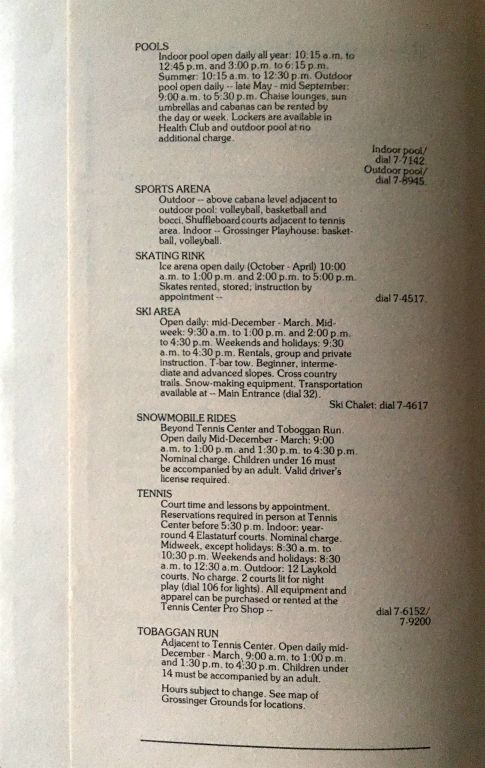 POOLS
Indoor pool open daily all year: 10:15 a.m. to
12:45 p.m. and 3:00 p.m. to 6:15 p.m.
Summer: 10:15 a.m. to 12:30 p.m. Outdoor
pool open daily -- late May - mid September:
9:00 a.m. to 5:30 p.m. Chaise lounges, sun
umbrellas and cabanas can be rented by
the day or week. Lockers are available in
Health Club and outdoor pool at no
additional charge.
Indoor pool/
dial 7-7142.
Outdoor pool/
dial 7-8945.
SPORTS ARENA
Outdoor -- above cabana level adjacent to
outdoor pool: volleyball, basketball and
bocci. Shuffleboard courts adjacent to tennis
area. Indoor -- Grossinger Playhouse: basket-
ball, volleyball.
SKATING RINK
Ice arena open daily (October - April) 10:00
a.m. to 1:00 p.m. and 2:00 p.m. to 5:00 p.m.
Skates rented, stored; instruction by
appointment -- dial 7-4517.
SKI AREA
Open daily: mid-December - March. Mid-
week: 9:30 a.m. to 1:00 p.m. and 2:00 p.m.
to 4:30 p.m. Weekends and holidays: 9:30
a.m. to 4:30 p.m. Rentals, group and private
instruction. T-bar tow. Beginner, interme-
diate and advanced slopes. Cross country
trails. Snow-making equipment. Transportation
available at -- Main Entrance (dial 32).
Ski Chalet: dial 7-4617
SNOWMOBILE RIDES
Beyond Tennis Center and Toboggan Run.
Open daily Mid-December - March: 9:00
a.m. to 1:00 p.m. and 1:30 p.m. to 4:30 p.m.
Nominal charge. Children under 16 must
be accompanied by an adult. Valid driver's
license required.
TENNIS
Court time and lessons by appointment.
Reservations required in person at Tennis
Center before 5:30 p.m. Indoor: year-
round 4 Elastaturf courts. Nominal charge.
Midweek, except holidays: 8:30 a.m. to
10:30 p.m. Weekends and holidays: 8:30
a.m. to 12:30 a.m. Outdoor: 12 Laykold
courts. No charge. 2 courts lit for night
play (dial 106 for lights). All equipment and
apparel can be purchased or rented at the
Tennis Center Pro Shop -- dial 7-6152/
7-9200
TOBAGGAN RUN
Adjacent to Tennis Center. Open daily mid-
December - March, 9:00 a.m. to 1:00 p.m.
and 1:30 p.m. to 4:30 p.m. Children under
14 must be accompanied by an adult.
Hours subject to change. See map of
Grossinger Grounds for locations.